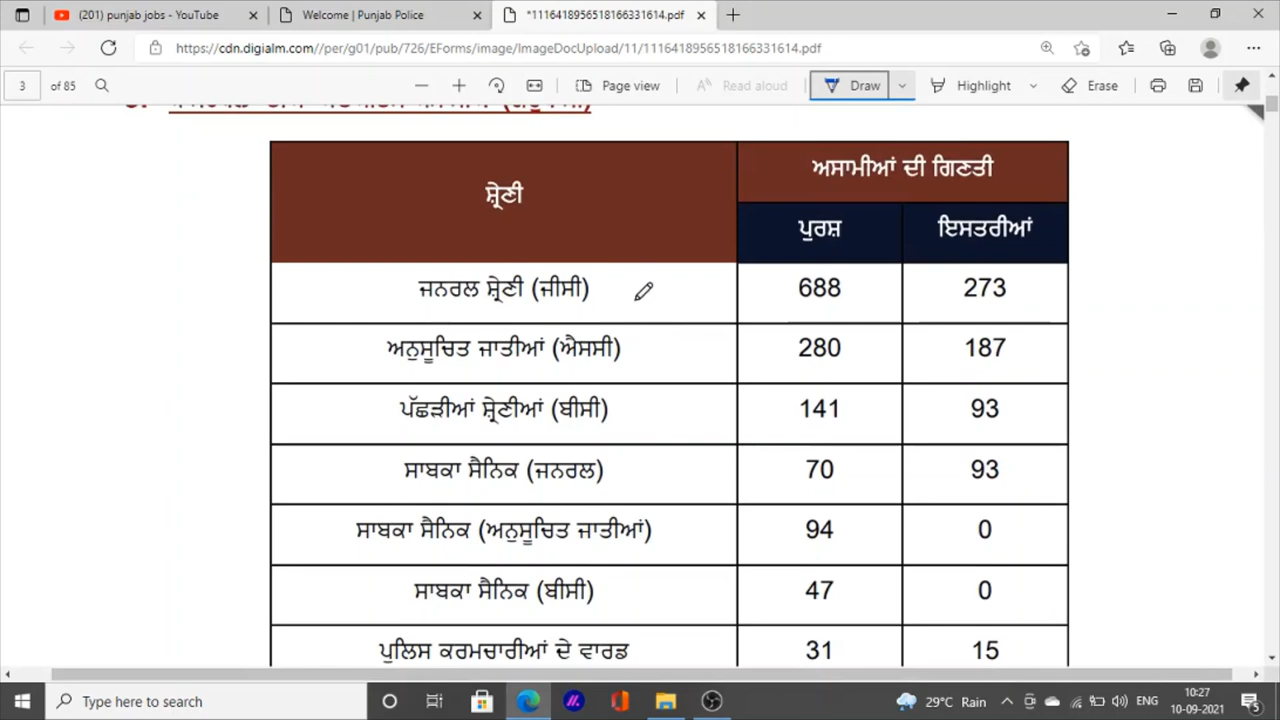 (201) punjab jobs - YouTube
Welcome | Punjab Police
*1116418956518166331614.pdf
https://cdn.digialm.com//per/g01/pub/726/EForms/image/ImageDocUpload/11/1116418956518166331614.pdf
3 of 85
Page view
Read aloud
Draw
Highlight
Erase
ਸ਼੍ਰੇਣੀ
ਅਸਾਮੀਆਂ ਦੀ ਗਿਣਤੀ
ਪੁਰਸ਼ ਇਸਤਰੀਆਂ
ਜਨਰਲ ਸ਼੍ਰੇਣੀ (ਜੀਸੀ) 688 273
ਅਨੁਸੂਚਿਤ ਜਾਤੀਆਂ (ਐਸਸੀ) 280 187
ਪੱਛੜੀਆਂ ਸ਼੍ਰੇਣੀਆਂ (ਬੀਸੀ) 141 93
ਸਾਬਕਾ ਸੈਨਿਕ (ਜਨਰਲ) 70 93
ਸਾਬਕਾ ਸੈਨਿਕ (ਅਨੁਸੂਚਿਤ ਜਾਤੀਆਂ) 94 0
ਸਾਬਕਾ ਸੈਨਿਕ (ਬੀਸੀ) 47 0
ਪੁਲਿਸ ਕਰਮਚਾਰੀਆਂ ਦੇ ਵਾਰਡ 31 15
Type here to search
29°C Rain
ENG
10:27
10-09-2021
5